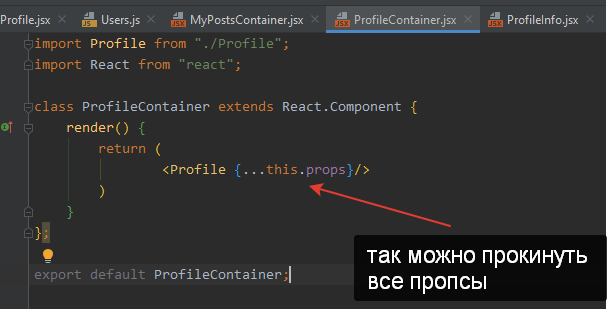 Profile.jsx Users.js MyPostsContainer.jsx ProfileContainer.jsx ProfileInfo.jsx
import Profile from "./Profile";
import React from "react";
class ProfileContainer extends React.Component {
render() {
return (
<Profile {...this.props}/>
)
}
};
так можно прокинуть
все пропсы
export default ProfileContainer;